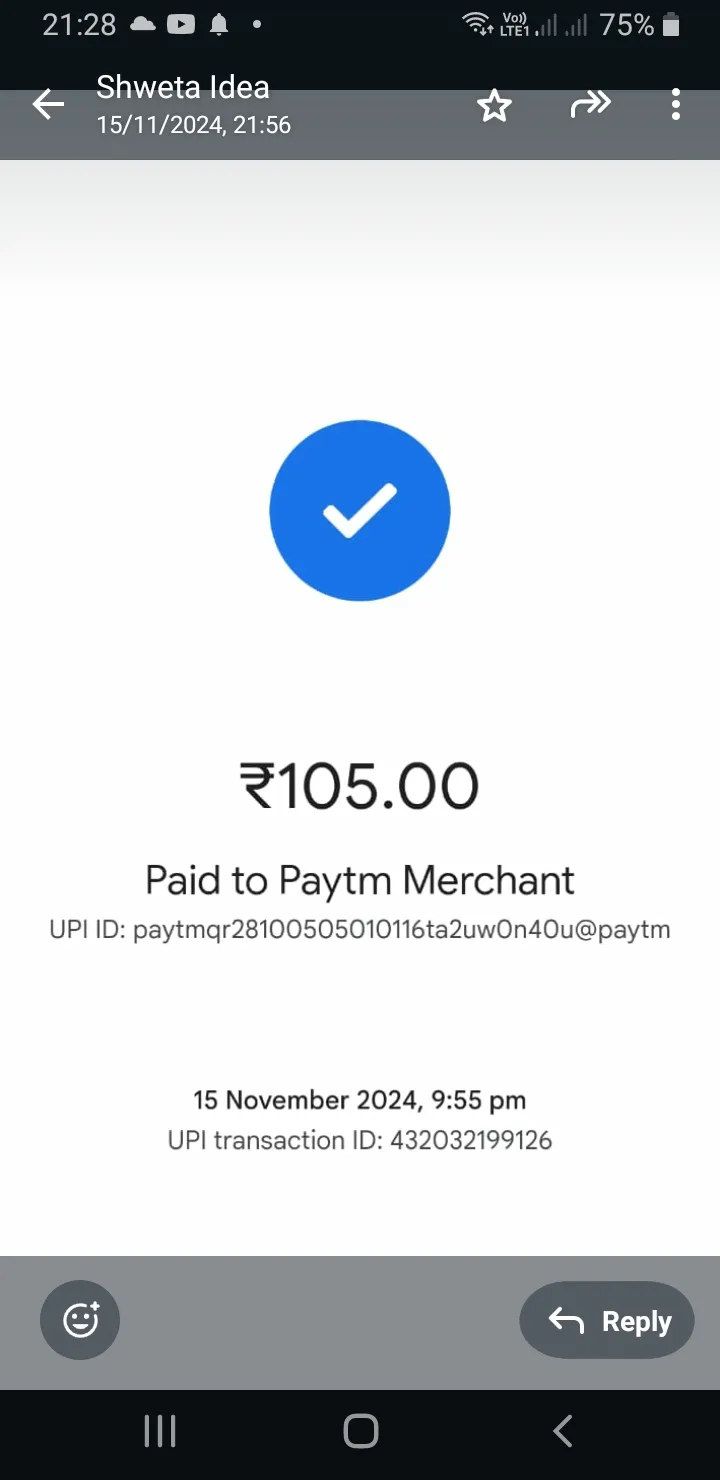 21:28
Vo)) LTE1 75%
Shweta Idea
15/11/2024, 21:56
₹105.00
Paid to Paytm Merchant
UPI ID: paytmqr28100505010116ta2uw0n40u@paytm
15 November 2024, 9:55 pm
UPI transaction ID: 432032199126
Reply